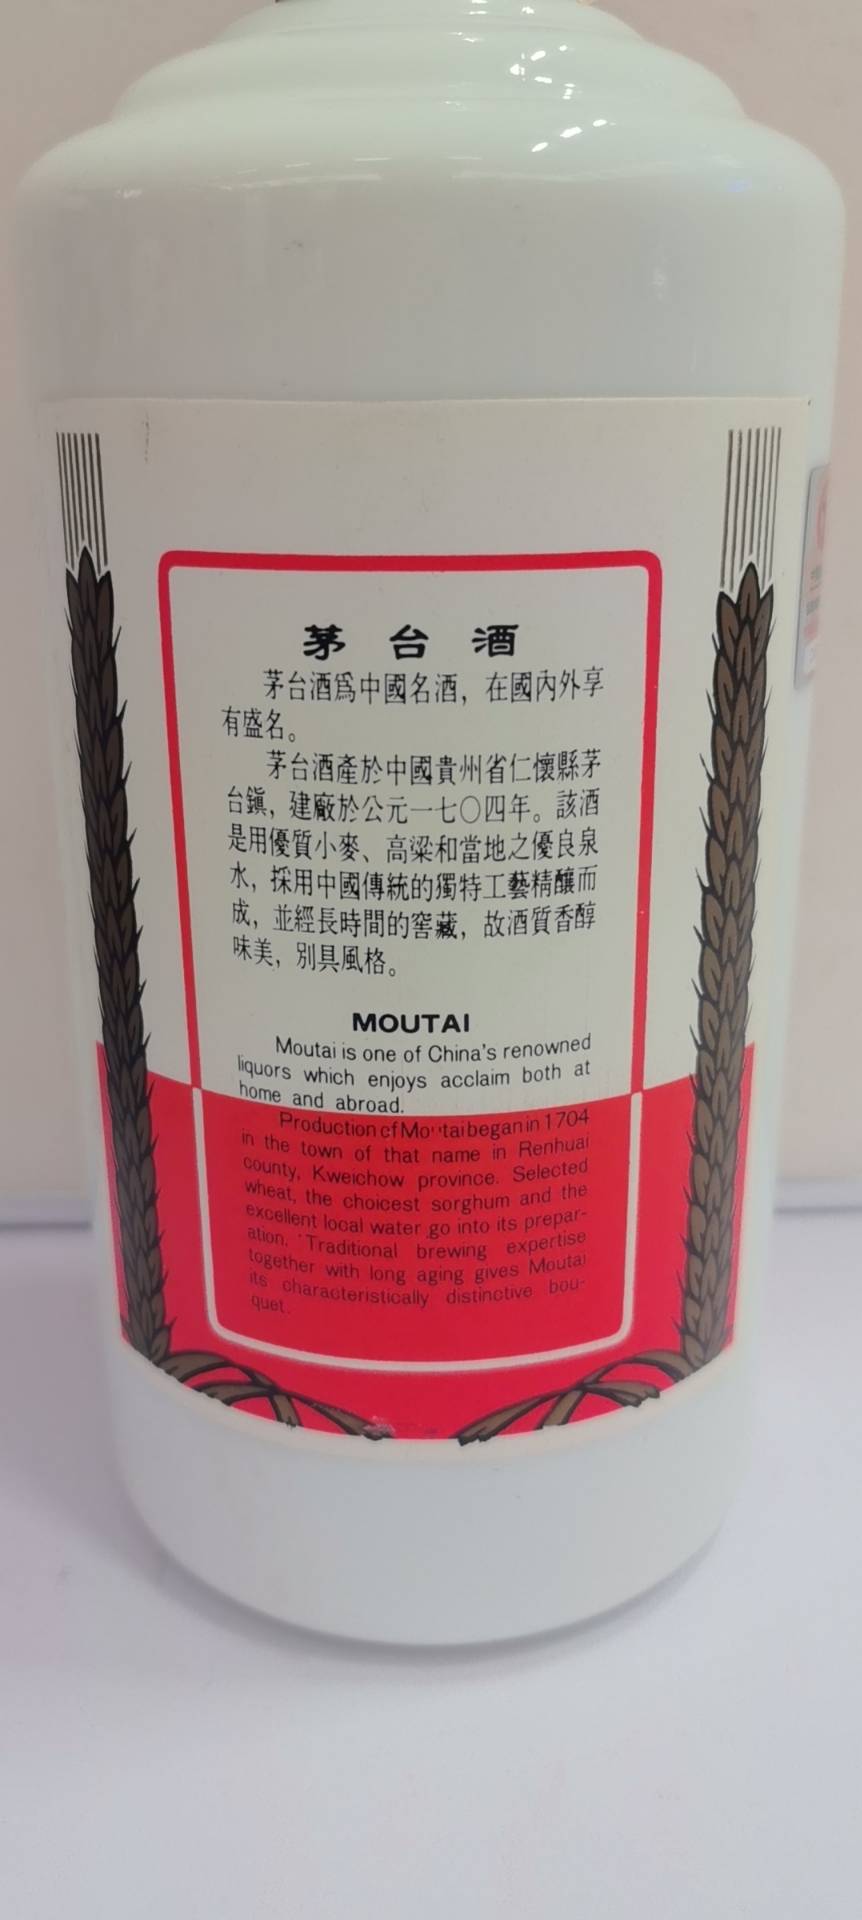 茅台酒
茅台酒爲中國名酒，在國內外享
有盛名。
茅台酒產於中國貴州省仁懷縣茅
台鎭，建廠於公元一七〇四年。該酒
是用優質小麥、高粱和當地之優良泉
水，採用中國傳統的獨特工藝精釀而
成，並經長時間的窖藏，故酒質香醇
味美，別具風格。
MOUTAI
Moutai is one of China's renowned
liquors which enjoys acclaim both at
home and abroad.
Production of Moutai began in 1704
in the town of that name in Renhuai
county, Kweichow province. Selected
wheat, the choicest sorghum and the
excellent local water go into its prepar-
ation. Traditional brewing expertise
together with long aging gives Moutai
its characteristically distinctive bou-
quet.